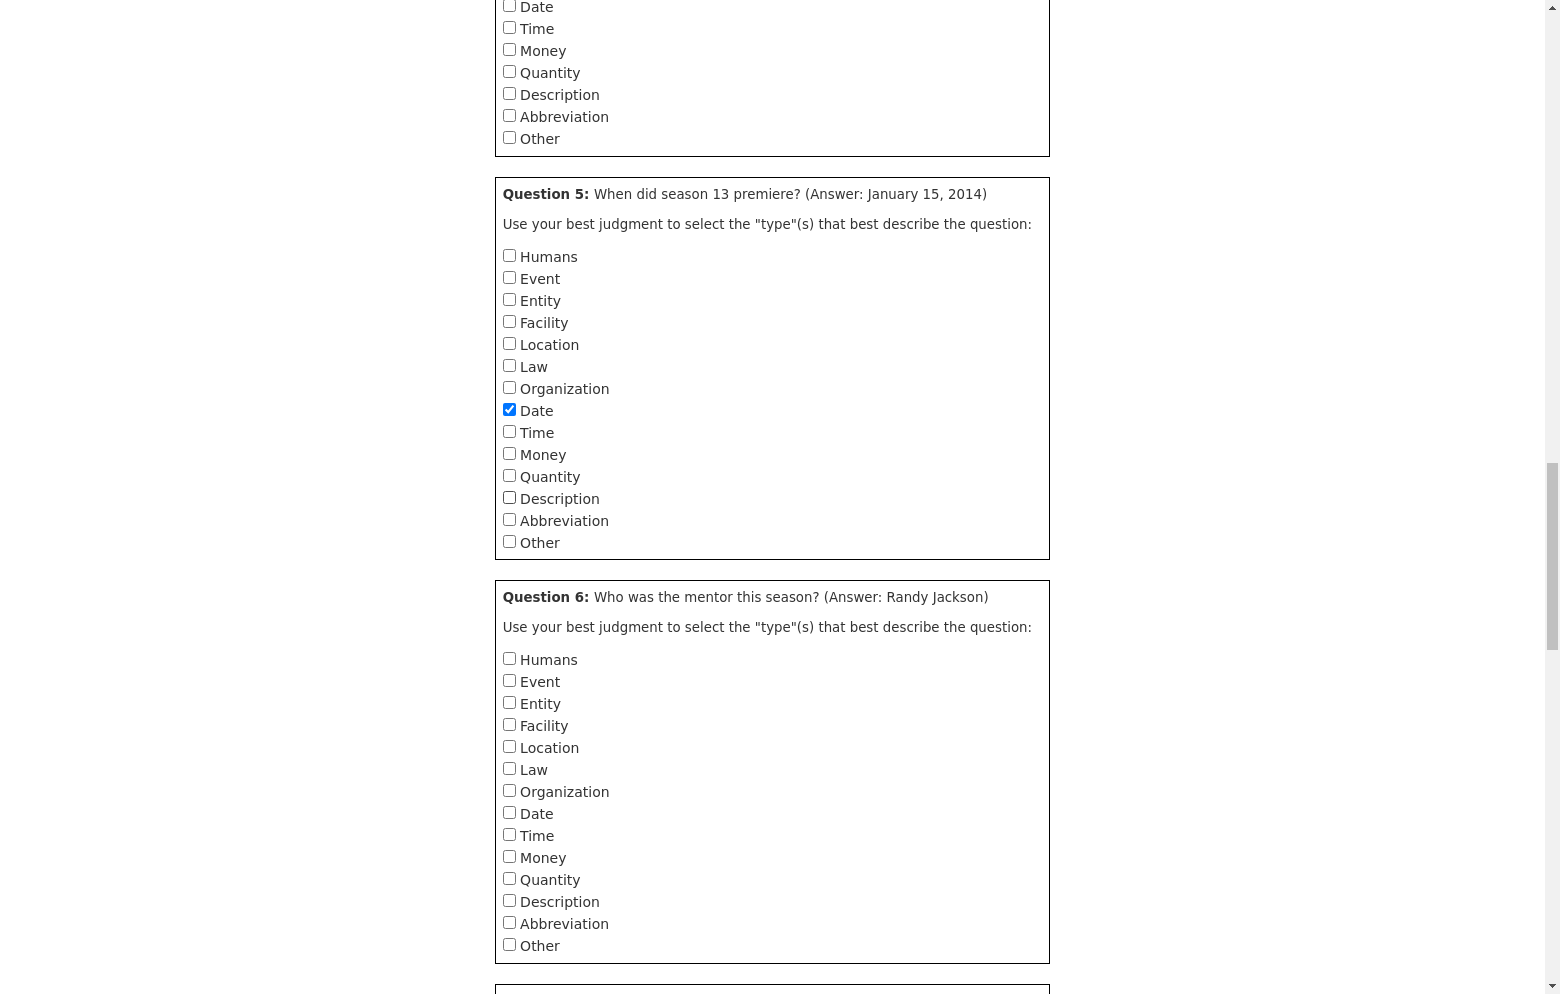 Date
Time
Money
Quantity
Description
Abbreviation
Other
Question 5: When did season 13 premiere? (Answer: January 15, 2014)
Use your best judgment to select the "type"(s) that best describe the question:
Humans
Event
Entity
Facility
Location
Law
Organization
Date
Time
Money
Quantity
Description
Abbreviation
Other
Question 6: Who was the mentor this season? (Answer: Randy Jackson)
Use your best judgment to select the "type"(s) that best describe the question:
Humans
Event
Entity
Facility
Location
Law
Organization
Date
Time
Money
Quantity
Description
Abbreviation
Other